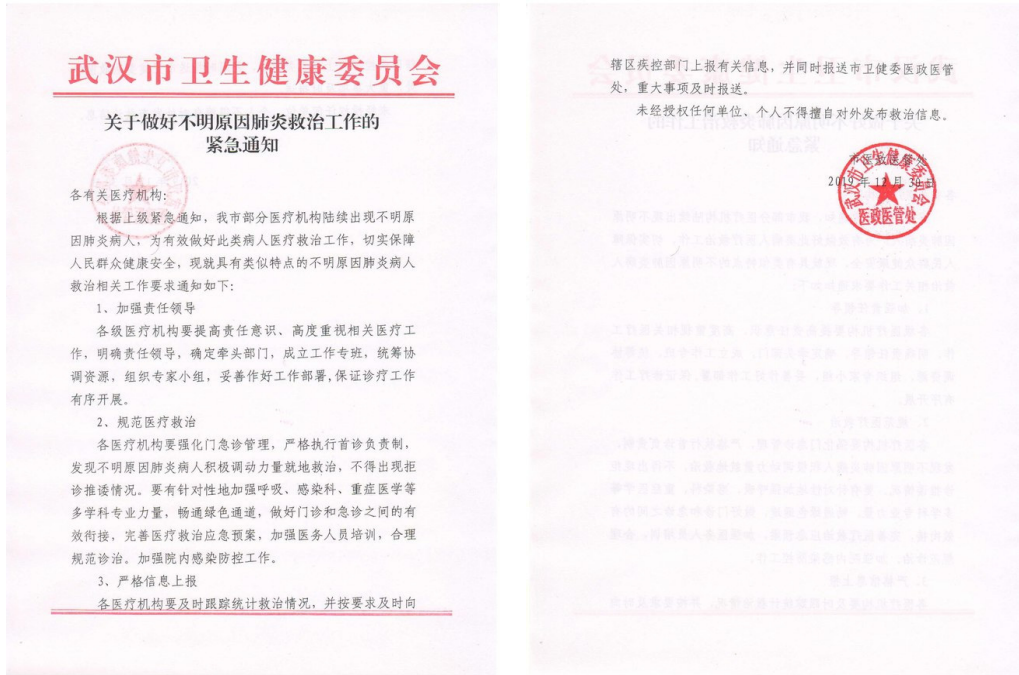 武汉市卫生健康委员会
关于做好不明原因肺炎救治工作的
紧急通知
各有关医疗机构:
根据上级紧急通知，我市部分医疗机构陆续出现不明原
因肺炎病人，为有效做好此类病人医疗救治工作，切实保障
人民群众健康安全，现就具有类似特点的不明原因肺炎病人
救治相关工作要求通知如下:
1、加强责任领导
各级医疗机构要提高责任意识、高度重视相关医疗工
作，明确责任领导，确定牵头部门，成立工作专班，统筹协
调资源，组织专家小组，妥善作好工作部署,保证诊疗工作
有序开展。
2、规范医疗救治
各医疗机构要强化门急诊管理，严格执行首诊负责制，
发现不明原因肺炎病人积极调动力量就地救治，不得出现拒
诊推诿情况。要有针对性地加强呼吸、感染科、重症医学等
多学科专业力量，畅通绿色通道，做好门诊和急诊之间的有
效衔接，完善医疗救治应急预案，加强医务人员培训，合理
规范诊治。加强院内感染防控工作。
3、严格信息上报
各医疗机构要及时跟踪统计救治情况，并按要求及时向
辖区疾控部门上报有关信息，并同时报送市卫健委医政医管
处，重大事项及时报送。
未经授权任何单位、个人不得擅自对外发布救治信息。
市医政医管处
2019年12月30日
武汉市卫生健康委员会
医政医管处